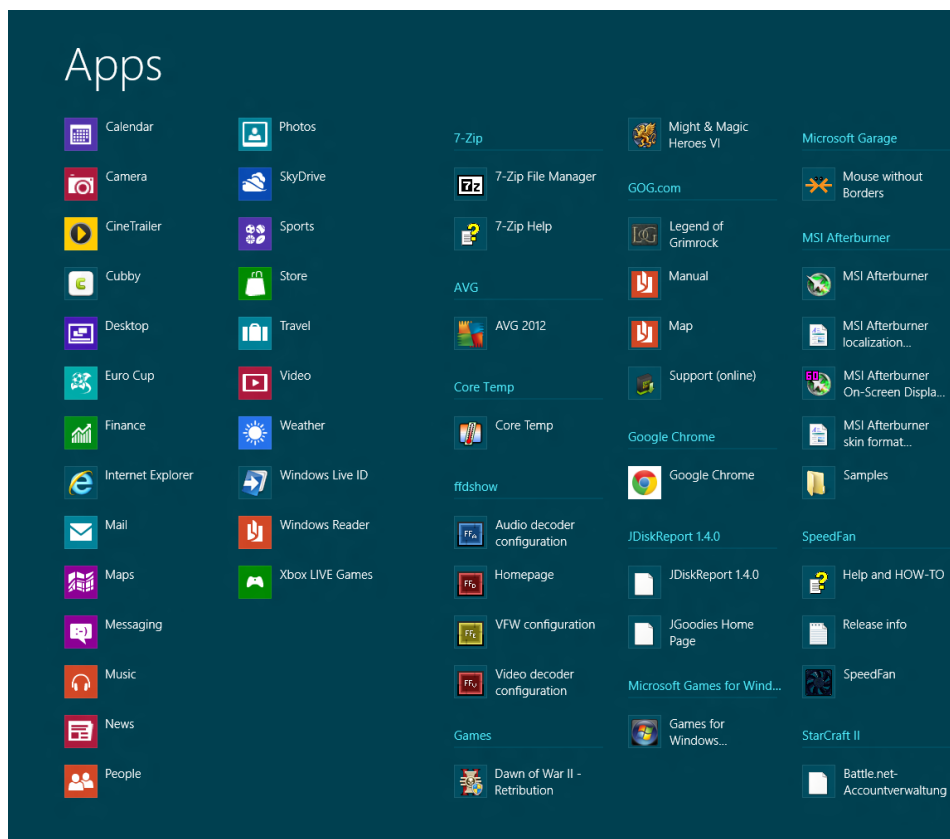 Apps
Calendar
Camera
CineTrailer
Cubby
Desktop
Euro Cup
Finance
Internet Explorer
Mail
Maps
Messaging
Music
News
People
Photos
SkyDrive
Sports
Store
Travel
Video
Weather
Windows Live ID
Windows Reader
Xbox LIVE Games
7-Zip
7-Zip File Manager
7-Zip Help
AVG
AVG 2012
Core Temp
Core Temp
ffdshow
Audio decoder
configuration
Homepage
VFW configuration
Video decoder
configuration
Games
Dawn of War II -
Retribution
Might & Magic
Heroes VI
GOG.com
Legend of
Grimrock
Manual
Map
Support (online)
Google Chrome
Google Chrome
JDiskReport 1.4.0
JDiskReport 1.4.0
JGoodies Home
Page
Microsoft Games for Wind...
Games for
Windows...
Microsoft Garage
Mouse without
Borders
MSI Afterburner
MSI Afterburner
MSI Afterburner
localization...
MSI Afterburner
On-Screen Displa...
MSI Afterburner
skin format...
Samples
SpeedFan
Help and HOW-TO
Release info
SpeedFan
StarCraft II
Battle.net-
Accountverwaltung